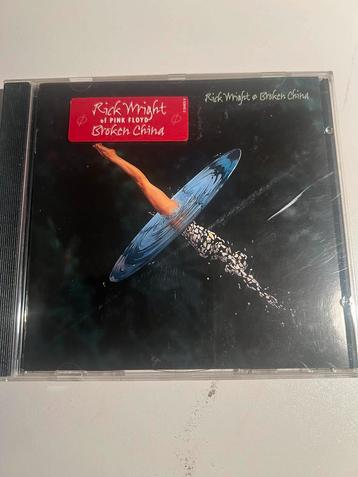 Rick Wright
of PINK FLOYD
Broken China
Rick Wright ø Broken China